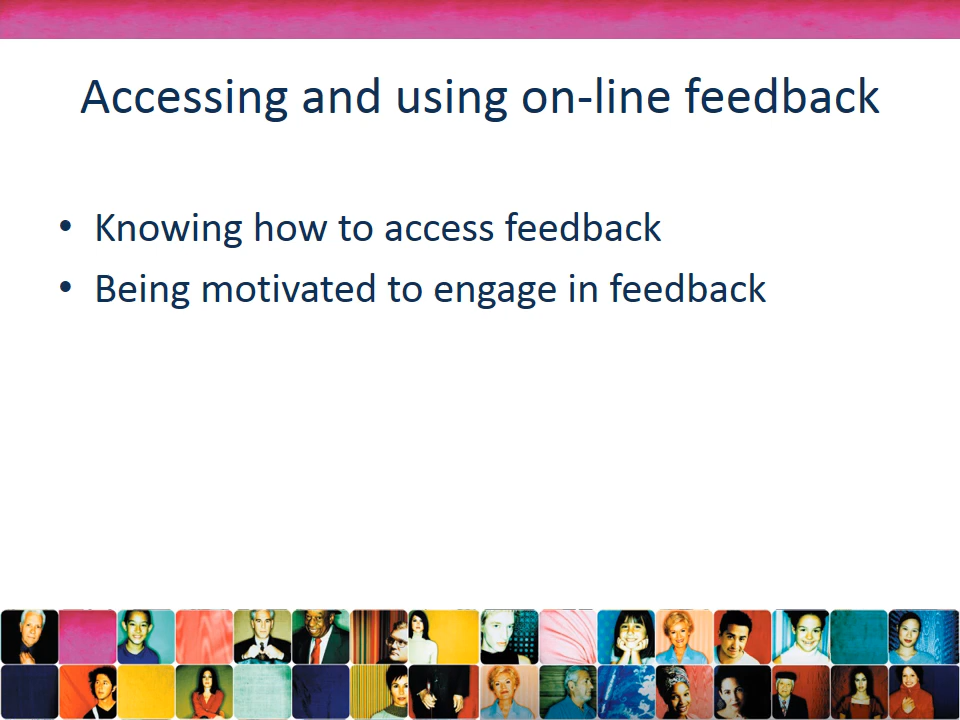 Accessing and using on-line feedback
• Knowing how to access feedback
• Being motivated to engage in feedback